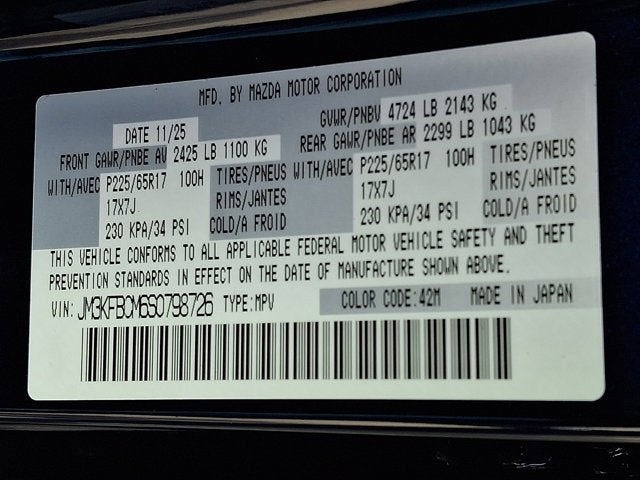 MFD. BY MAZDA MOTOR CORPORATION
DATE 11/25 GVWR/PNBV 4724 LB 2143 KG
FRONT GAWR/PNBE AV 2425 LB 1100 KG REAR GAWR/PNBE AR 2299 LB 1043 KG
WITH/AVEC P225/65R17 100H TIRES/PNEUS WITH/AVEC P225/65R17 100H TIRES/PNEUS
17X7J RIMS/JANTES 17X7J RIMS/JANTES
230 KPA/34 PSI COLD/A FROID 230 KPA/34 PSI COLD/A FROID
THIS VEHICLE CONFORMS TO ALL APPLICABLE FEDERAL MOTOR VEHICLE SAFETY AND THEFT
PREVENTION STANDARDS IN EFFECT ON THE DATE OF MANUFACTURE SHOWN ABOVE.
VIN: JM3KFBCM6S0798726 TYPE:MPV COLOR CODE:42M MADE IN JAPAN